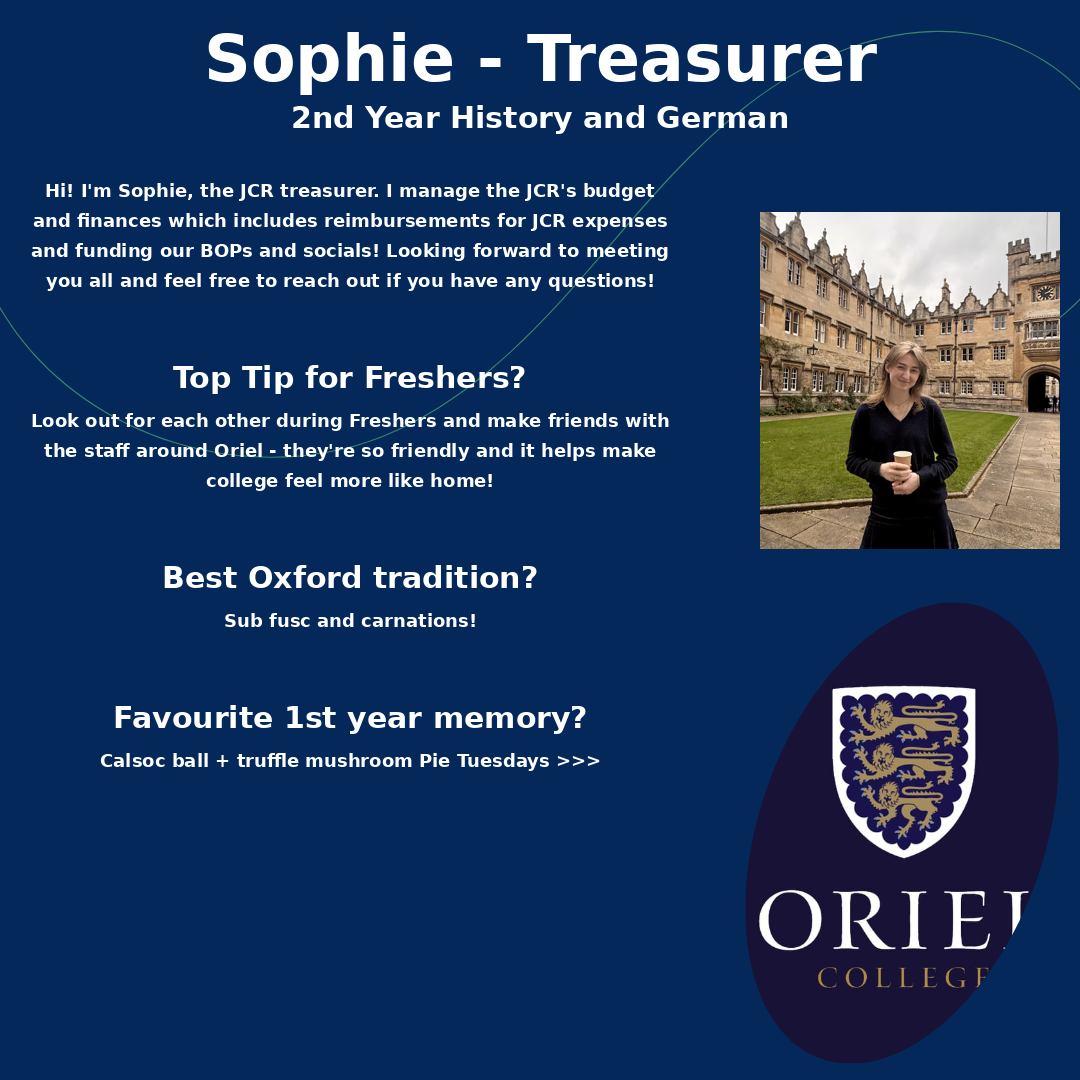 Sophie - Treasurer
2nd Year History and German
Hi! I'm Sophie, the JCR treasurer. I manage the JCR's budget
and finances which includes reimbursements for JCR expenses
and funding our BOPs and socials! Looking forward to meeting
you all and feel free to reach out if you have any questions!
Top Tip for Freshers?
Look out for each other during Freshers and make friends with
the staff around Oriel - they're so friendly and it helps make
college feel more like home!
Best Oxford tradition?
Sub fusc and carnations!
Favourite 1st year memory?
Calsoc ball + truffle mushroom Pie Tuesdays >>>
ORIEL
COLLEGE